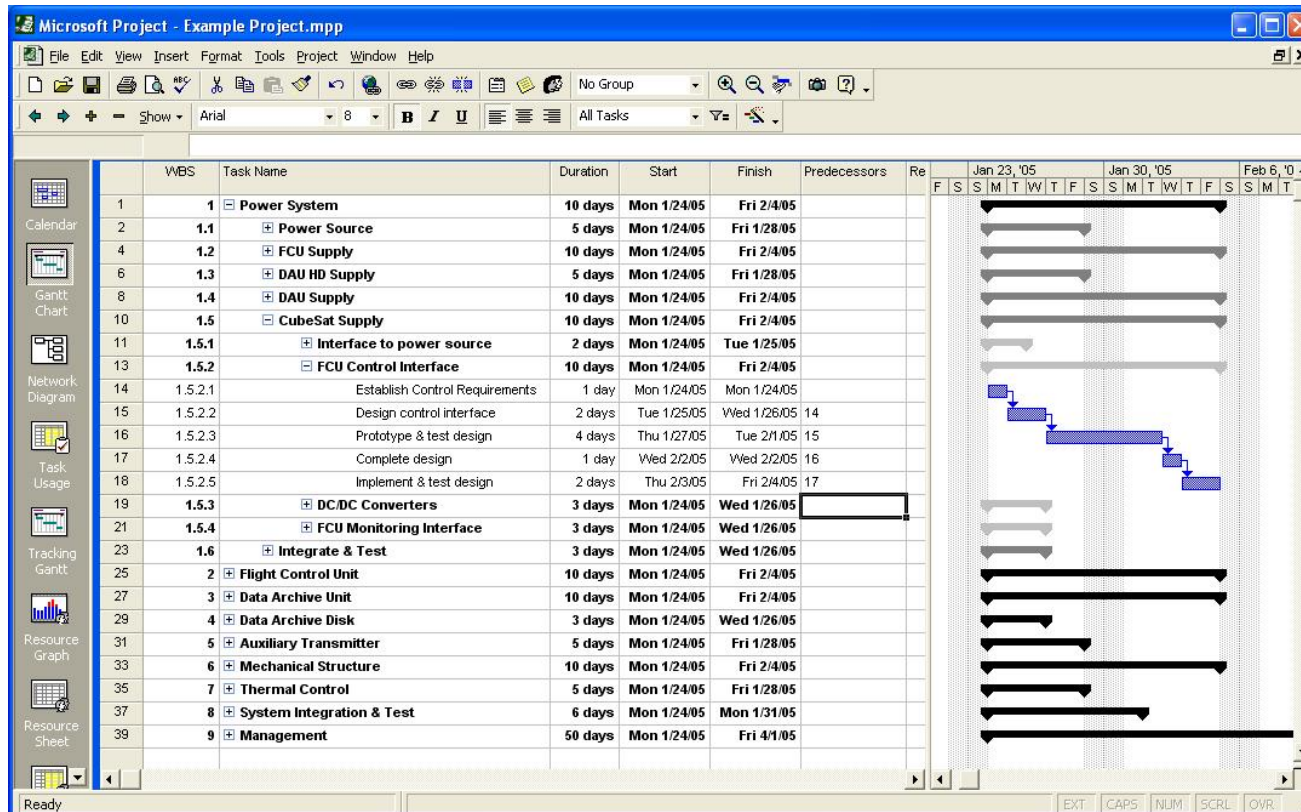 Microsoft Project - Example Project.mpp
File Edit View Insert Format Tools Project Window Help
No Group
Show Arial 8 B I U All Tasks
WBS Task Name Duration Start Finish Predecessors Re Jan 23, '05 Jan 30, '05 Feb 6, '0
F S S M T W T F S S M T W T F S S M T
1 1 Power System 10 days Mon 1/24/05 Fri 2/4/05
2 1.1 Power Source 5 days Mon 1/24/05 Fri 1/28/05
4 1.2 FCU Supply 10 days Mon 1/24/05 Fri 2/4/05
6 1.3 DAU HD Supply 5 days Mon 1/24/05 Fri 1/28/05
8 1.4 DAU Supply 10 days Mon 1/24/05 Fri 2/4/05
10 1.5 CubeSat Supply 10 days Mon 1/24/05 Fri 2/4/05
11 1.5.1 Interface to power source 2 days Mon 1/24/05 Tue 1/25/05
13 1.5.2 FCU Control Interface 10 days Mon 1/24/05 Fri 2/4/05
14 1.5.2.1 Establish Control Requirements 1 day Mon 1/24/05 Mon 1/24/05
15 1.5.2.2 Design control interface 2 days Tue 1/25/05 Wed 1/26/05 14
16 1.5.2.3 Prototype & test design 4 days Thu 1/27/05 Tue 2/1/05 15
17 1.5.2.4 Complete design 1 day Wed 2/2/05 Wed 2/2/05 16
18 1.5.2.5 Implement & test design 2 days Thu 2/3/05 Fri 2/4/05 17
19 1.5.3 DC/DC Converters 3 days Mon 1/24/05 Wed 1/26/05
21 1.5.4 FCU Monitoring Interface 3 days Mon 1/24/05 Wed 1/26/05
23 1.6 Integrate & Test 3 days Mon 1/24/05 Wed 1/26/05
25 2 Flight Control Unit 10 days Mon 1/24/05 Fri 2/4/05
27 3 Data Archive Unit 10 days Mon 1/24/05 Fri 2/4/05
29 4 Data Archive Disk 3 days Mon 1/24/05 Wed 1/26/05
31 5 Auxiliary Transmitter 5 days Mon 1/24/05 Fri 1/28/05
33 6 Mechanical Structure 10 days Mon 1/24/05 Fri 2/4/05
35 7 Thermal Control 5 days Mon 1/24/05 Fri 1/28/05
37 8 System Integration & Test 6 days Mon 1/24/05 Mon 1/31/05
39 9 Management 50 days Mon 1/24/05 Fri 4/1/05
Calendar
Gantt
Chart
Network
Diagram
Task
Usage
Tracking
Gantt
Resource
Graph
Resource
Sheet
Ready EXT CAPS NUM SCRL OVR